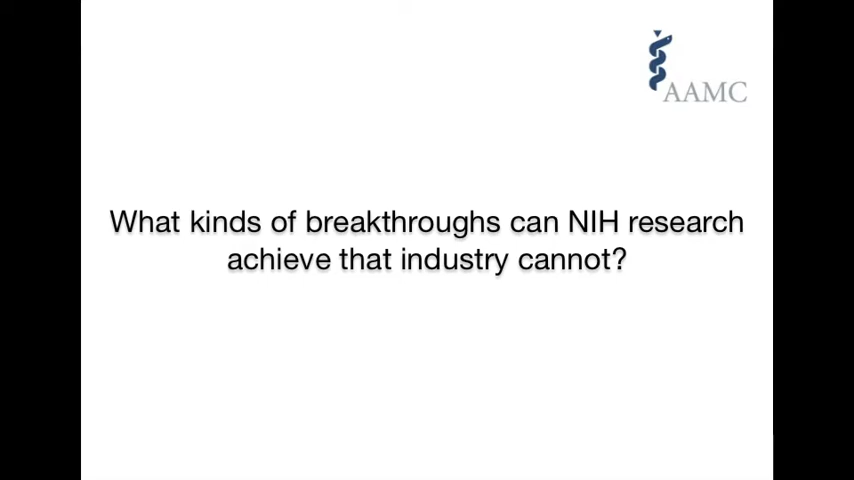 AAMC
What kinds of breakthroughs can NIH research
achieve that industry cannot?